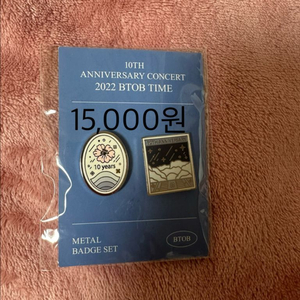 10TH
ANNIVERSARY CONCERT
2022 BTOB TIME
15,000원
10 years
METAL
BADGE SET
BTOB